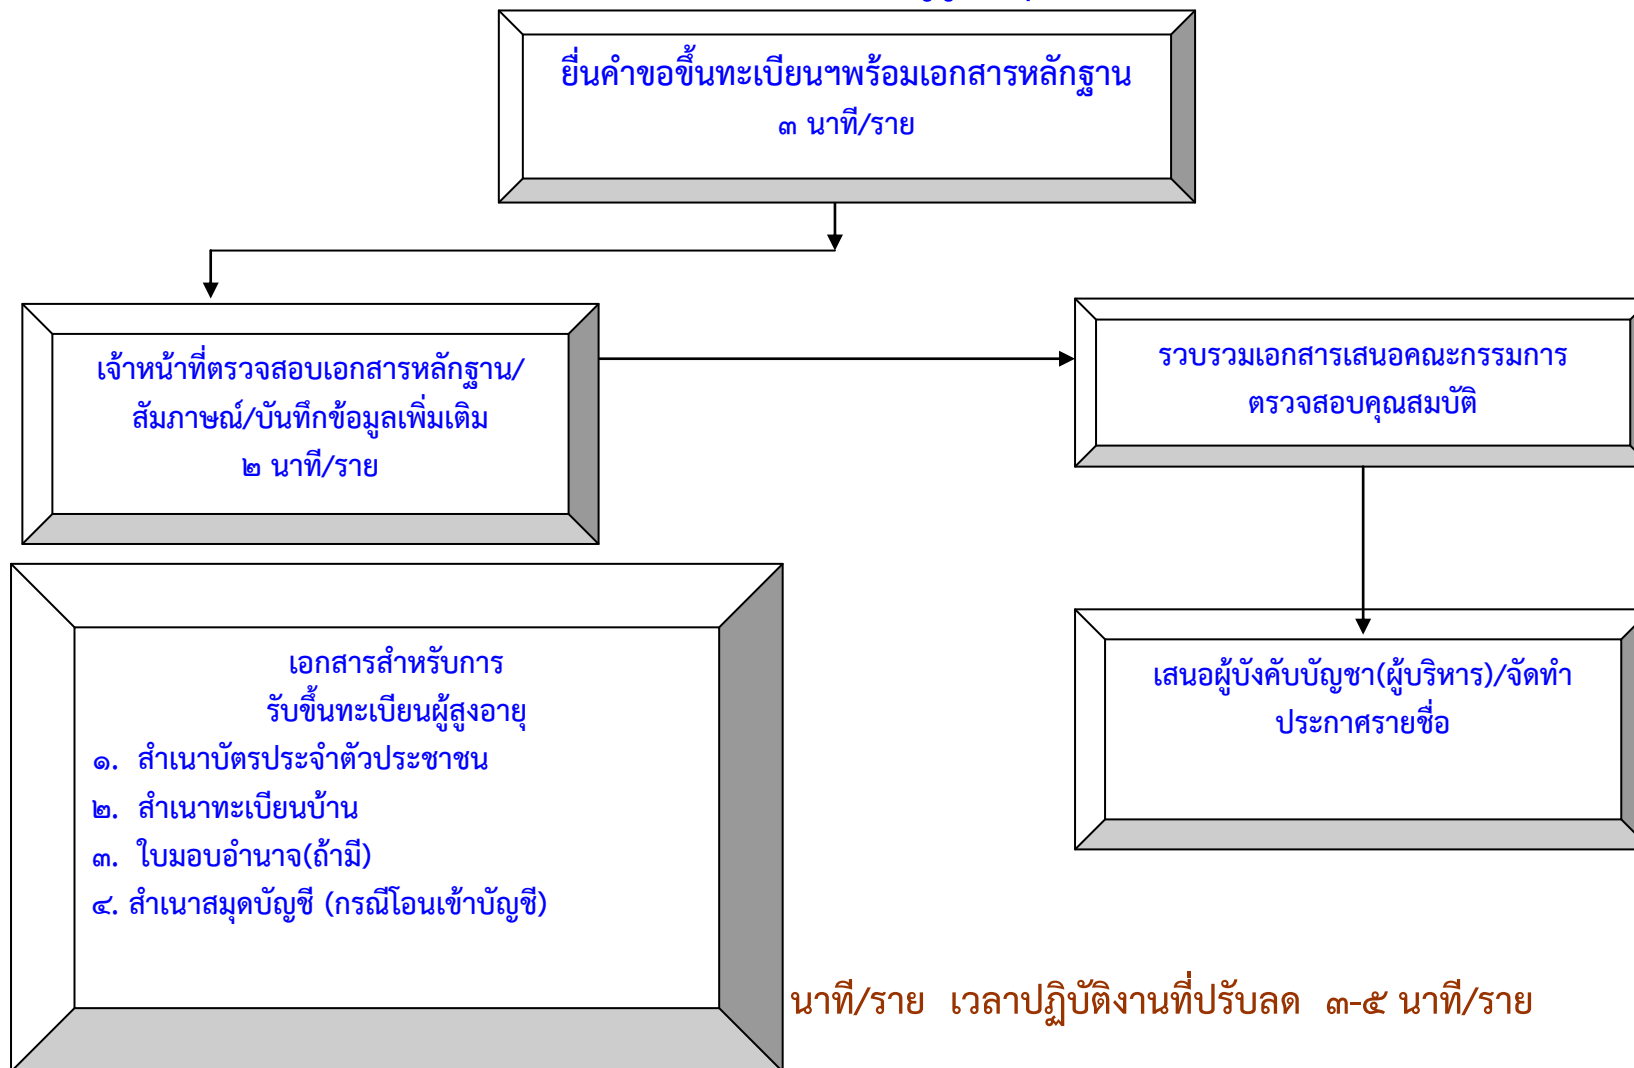 ยื่นคำขอขึ้นทะเบียนฯพร้อมเอกสารหลักฐาน
๓ นาที/ราย
เจ้าหน้าที่ตรวจสอบเอกสารหลักฐาน/
สัมภาษณ์/บันทึกข้อมูลเพิ่มเติม
๒ นาที/ราย
รวบรวมเอกสารเสนอคณะกรรมการ
ตรวจสอบคุณสมบัติ
เสนอผู้บังคับบัญชา(ผู้บริหาร)/จัดทำ
ประกาศรายชื่อ
เอกสารสำหรับการ
รับขึ้นทะเบียนผู้สูงอายุ
๑. สำเนาบัตรประจำตัวประชาชน
๒. สำเนาทะเบียนบ้าน
๓. ใบมอบอำนาจ(ถ้ามี)
๔. สำเนาสมุดบัญชี (กรณีโอนเข้าบัญชี)
นาที/ราย เวลาปฏิบัติงานที่ปรับลด ๓-๕ นาที/ราย